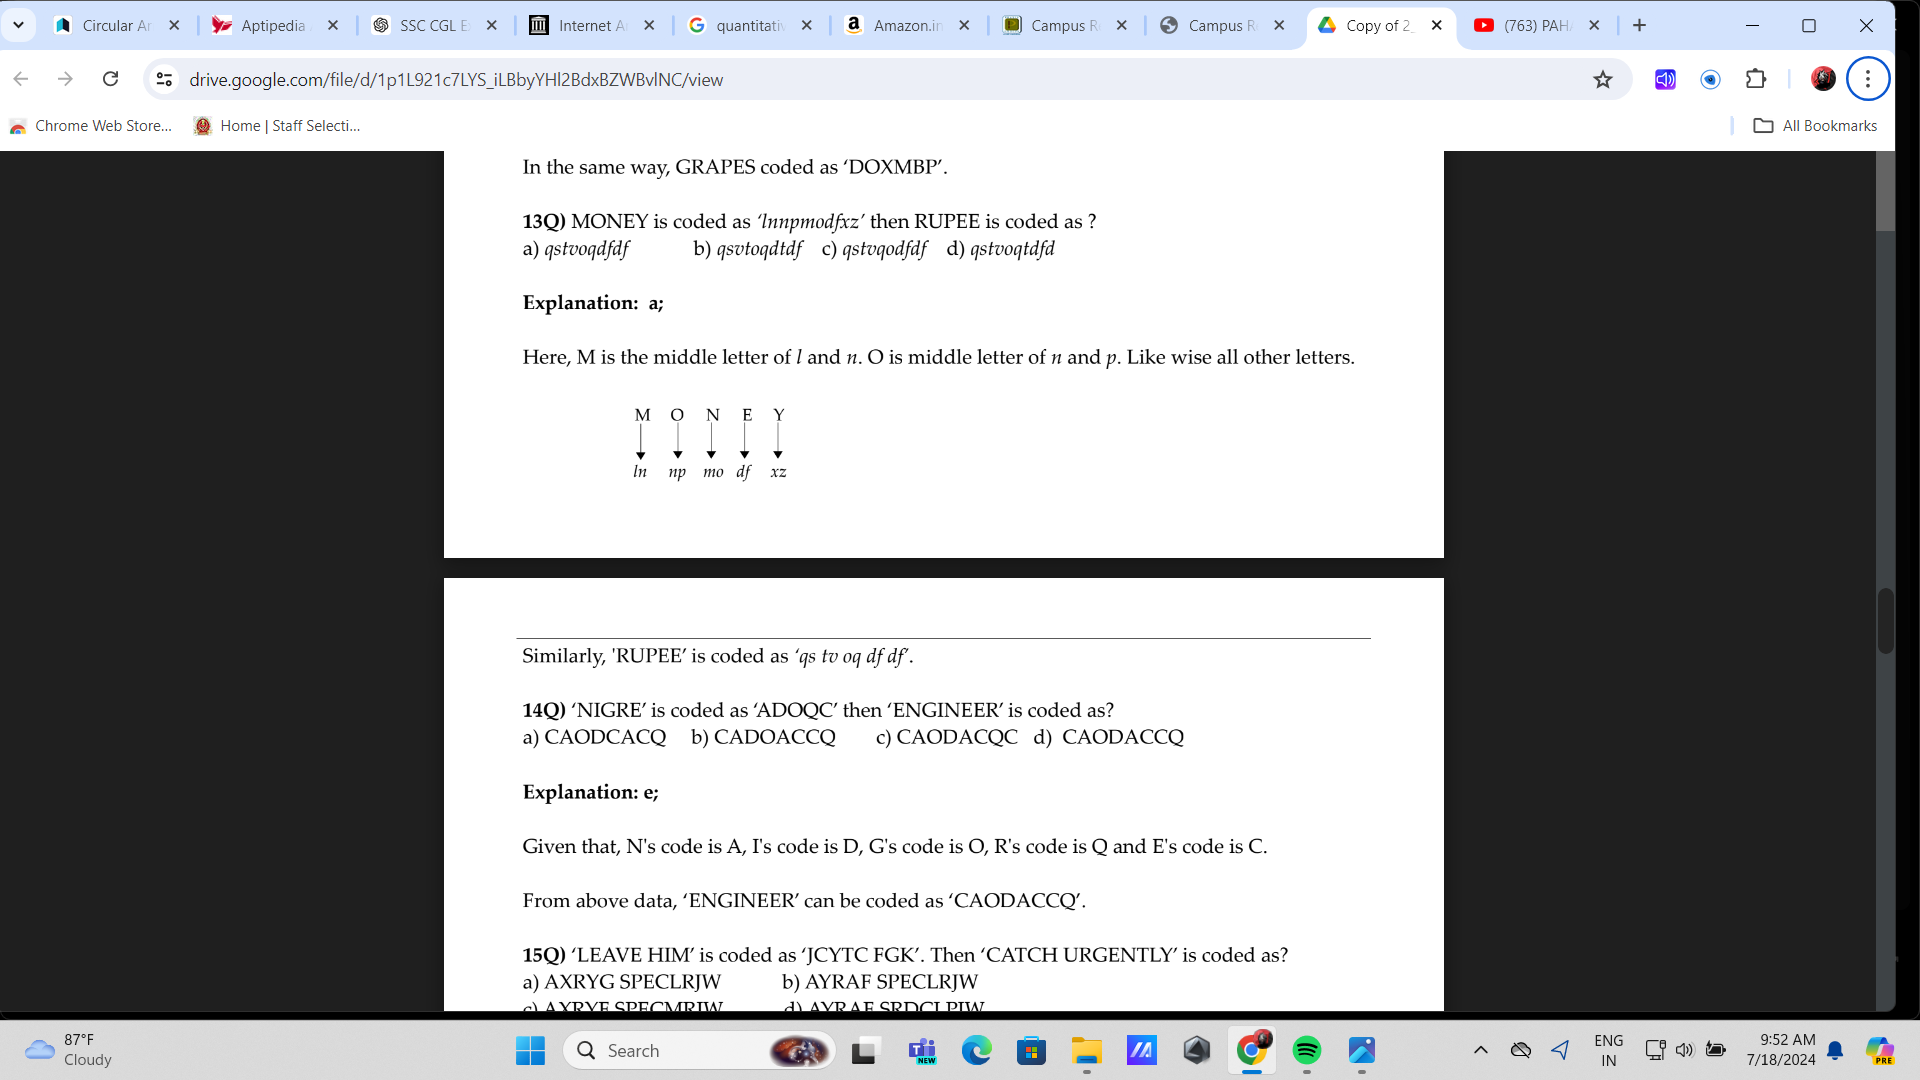 Circular Ar
Aptipedia
SSC CGL E
Internet A
quantitativ
Amazon.in
Campus R
Campus R
Copy of 2_
(763) PAH
drive.google.com/file/d/1p1L921c7LYS_iLBbyYHl2BdxBZWBvlNC/view
Chrome Web Store...
Home | Staff Selecti...
All Bookmarks
In the same way, GRAPES coded as ‘DOXMBP’.
13Q) MONEY is coded as ‘lnnpmodfxz’ then RUPEE is coded as ?
a) qstvoqdfdf b) qsvtoqdtdf c) qstvqodfdf d) qstvoqtdfd
Explanation: a;
Here, M is the middle letter of l and n. O is middle letter of n and p. Like wise all other letters.
M O N E Y
ln np mo df xz
Similarly, 'RUPEE’ is coded as ‘qs tv oq df df’.
14Q) ‘NIGRE’ is coded as ‘ADOQC’ then ‘ENGINEER’ is coded as?
a) CAODCACQ b) CADOACCQ c) CAODACQC d) CAODACCQ
Explanation: e;
Given that, N's code is A, I's code is D, G's code is O, R's code is Q and E's code is C.
From above data, ‘ENGINEER’ can be coded as ‘CAODACCQ’.
15Q) ‘LEAVE HIM’ is coded as ‘JCYTC FGK’. Then ‘CATCH URGENTLY’ is coded as?
a) AXRYG SPECLRJW b) AYRAF SPECLRJW
c) AXRYF SPECMRJW d) AYRAF SRDCLPJW
87°F
Cloudy
Search
NEW
ENG
IN
9:52 AM
7/18/2024
PRE